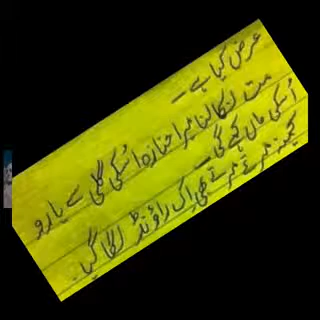 عرض کیا ہے۔
مت نکالنا میرا جنازہ اسکی گلی سے یارو
اُسکی ماں کہے گی۔
کمینہ مرتے مرتے بھی اک راؤنڈ لگا گیا۔